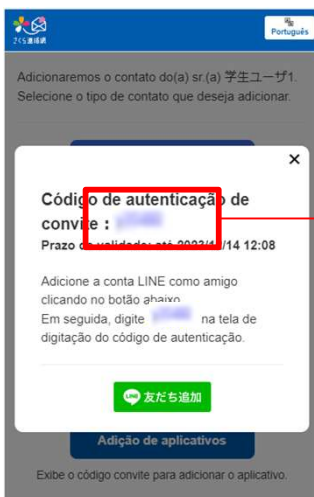 さくら連絡網
Português
Adicionaremos o contato do(a) sr.(a) 学生ユーザ1.
Selecione o tipo de contato que deseja adicionar.
×
Código de autenticação de
convite :
Prazo de validade: até 2023/ /14 12:08
Adicione a conta LINE como amigo
clicando no botão abaixo
Em seguida, digite na tela de
digitação do código de autenticação.
友だち追加
Adição de aplicativos
Exibe o código convite para adicionar o aplicativo.